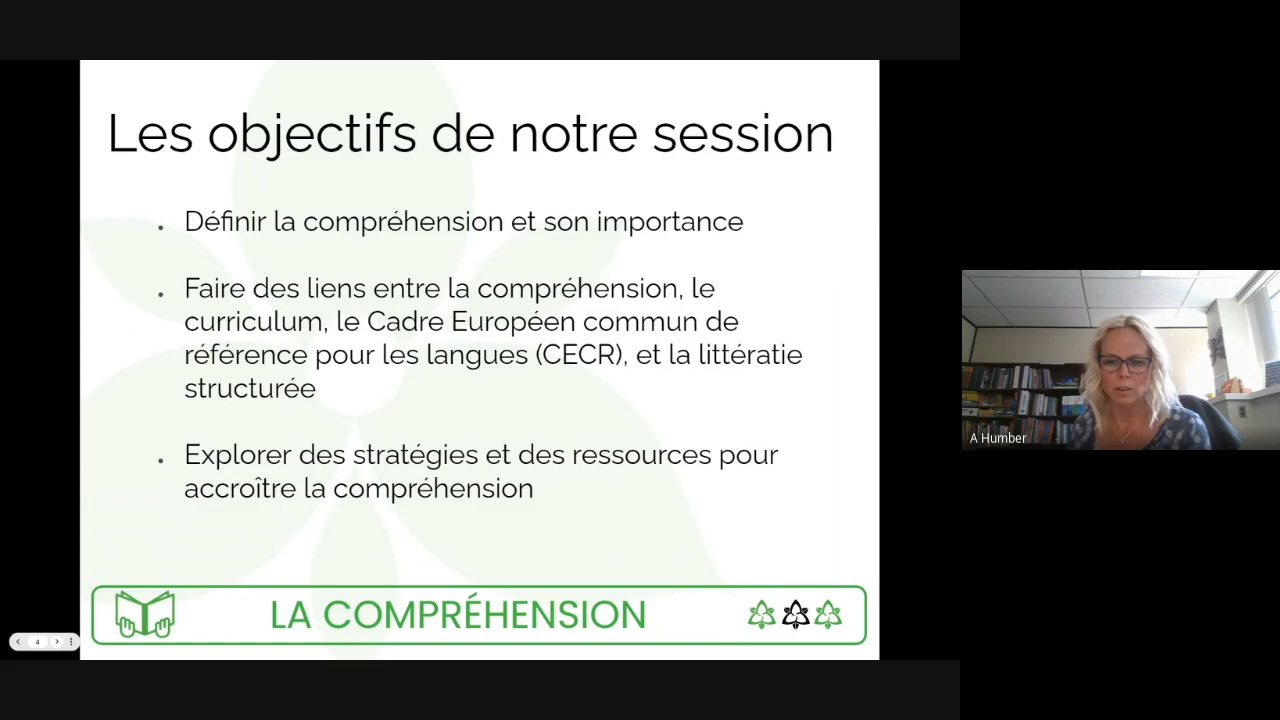 Les objectifs de notre session
• Définir la compréhension et son importance
• Faire des liens entre la compréhension, le
curriculum, le Cadre Européen commun de
référence pour les langues (CECR), et la littératie
structurée
• Explorer des stratégies et des ressources pour
accroître la compréhension
LA COMPRÉHENSION
4
A Humber